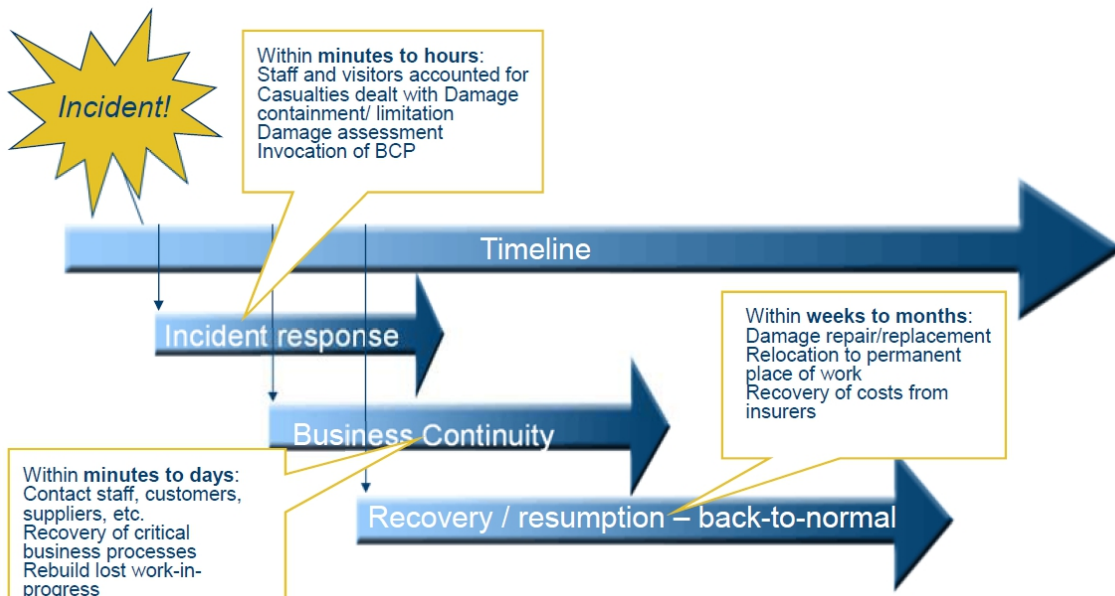 Incident!
Within minutes to hours:
Staff and visitors accounted for
Casualties dealt with Damage
containment/ limitation
Damage assessment
Invocation of BCP
Timeline
Incident response
Within weeks to months:
Damage repair/replacement
Relocation to permanent
place of work
Recovery of costs from
insurers
Business Continuity
Within minutes to days:
Contact staff, customers,
suppliers, etc.
Recovery of critical
business processes
Rebuild lost work-in-
progress
Recovery / resumption – back-to-normal